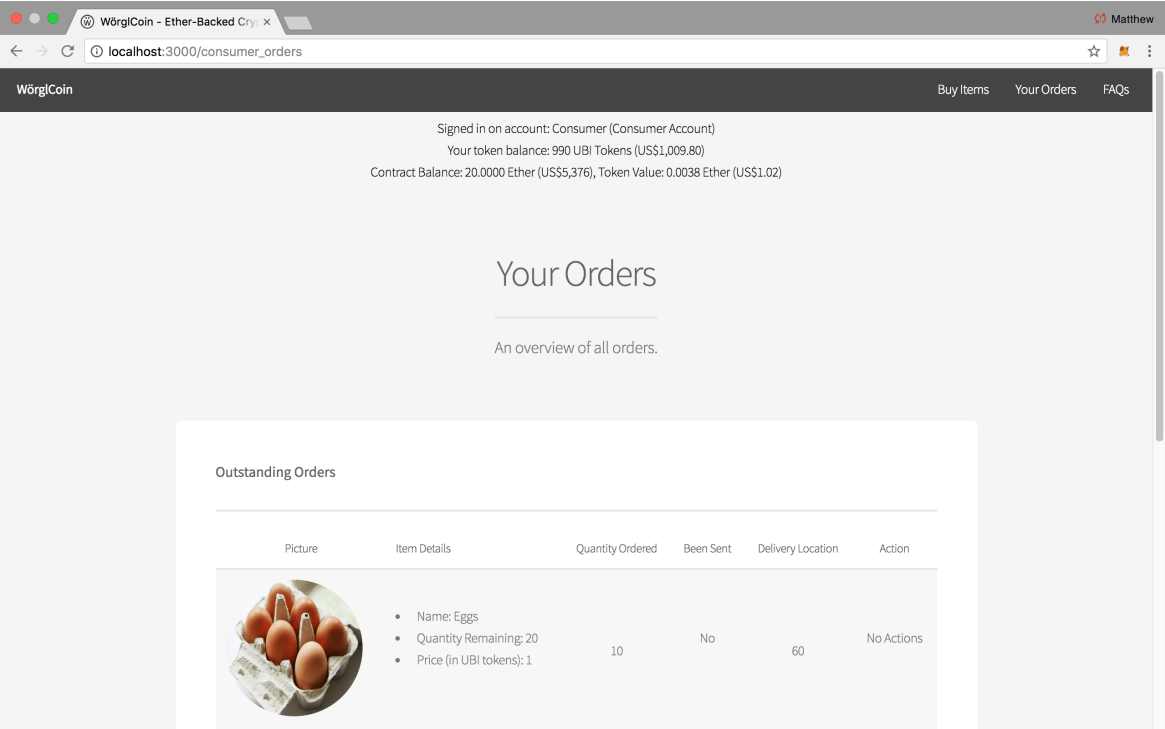 WörglCoin - Ether-Backed Cry
Matthew
localhost:3000/consumer_orders
WörglCoin
Buy Items
Your Orders
FAQs
Signed in on account: Consumer (Consumer Account)
Your token balance: 990 UBI Tokens (US$1,009.80)
Contract Balance: 20.0000 Ether (US$5,376), Token Value: 0.0038 Ether (US$1.02)
Your Orders
An overview of all orders.
Outstanding Orders
Picture
Item Details
Quantity Ordered
Been Sent
Delivery Location
Action
Name: Eggs
Quantity Remaining: 20
Price (in UBI tokens): 1
10
No
60
No Actions